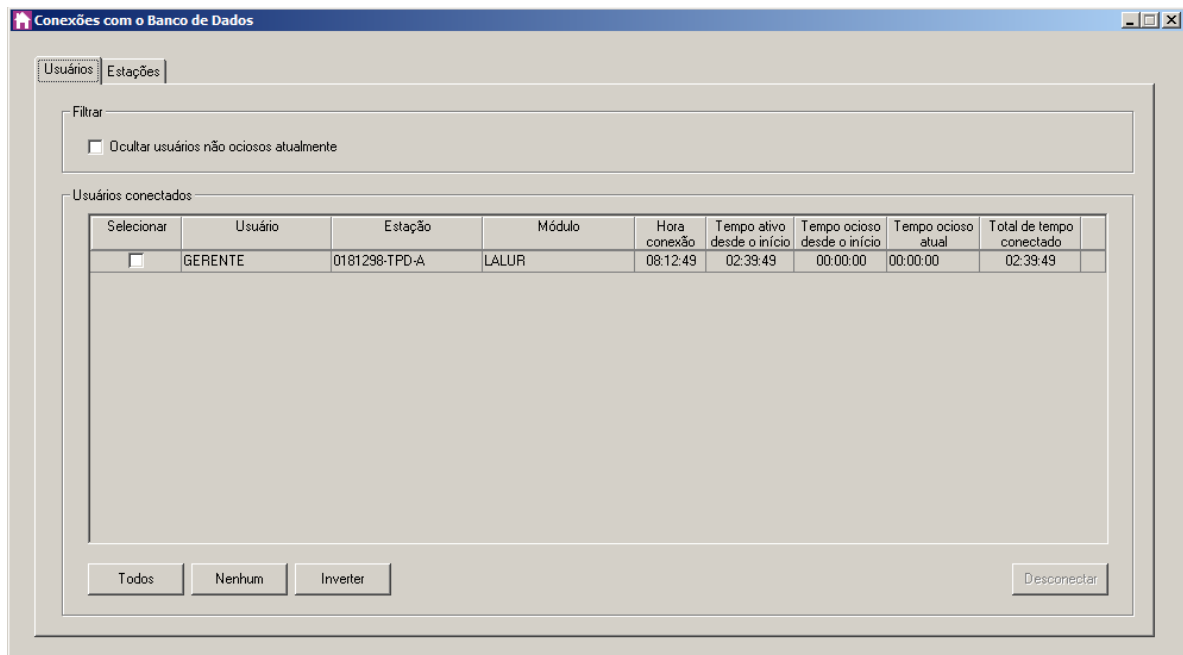 Conexões com o Banco de Dados
Usuários Estações
Filtrar
Ocultar usuários não ociosos atualmente
Usuários conectados
Selecionar Usuário Estação Módulo Hora conexão Tempo ativo desde o início Tempo ocioso desde o início Tempo ocioso atual Total de tempo conectado
GERENTE 0181298-TPD-A LALUR 08:12:49 02:39:49 00:00:00 00:00:00 02:39:49
Todos Nenhum Inverter Desconectar